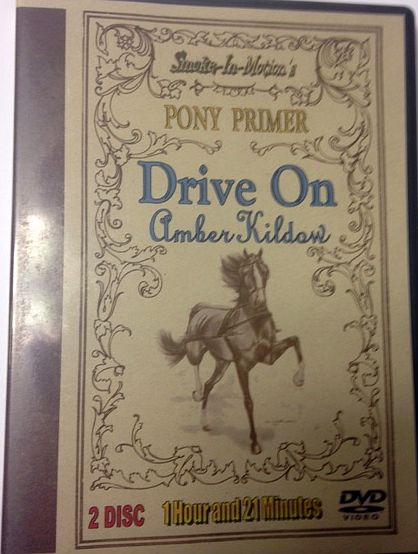 Smoke-In-Motion's
PONY PRIMER
Drive On
Amber Kildow
2 DISC
1 Hour and 21 Minutes
DVD
VIDEO